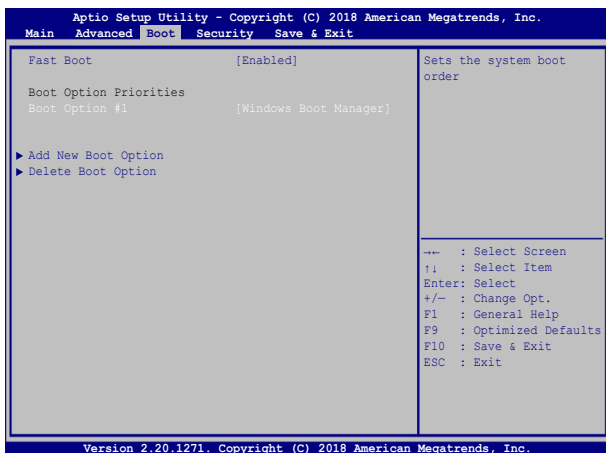 Aptio Setup Utility - Copyright (C) 2018 American Megatrends, Inc.
Main Advanced Boot Security Save & Exit
Fast Boot [Enabled]
Boot Option Priorities
Boot Option #1 [Windows Boot Manager]
▶ Add New Boot Option
▶ Delete Boot Option
Sets the system boot
order
→← : Select Screen
↑↓ : Select Item
Enter: Select
+/— : Change Opt.
F1 : General Help
F9 : Optimized Defaults
F10 : Save & Exit
ESC : Exit
Version 2.20.1271. Copyright (C) 2018 American Megatrends, Inc.